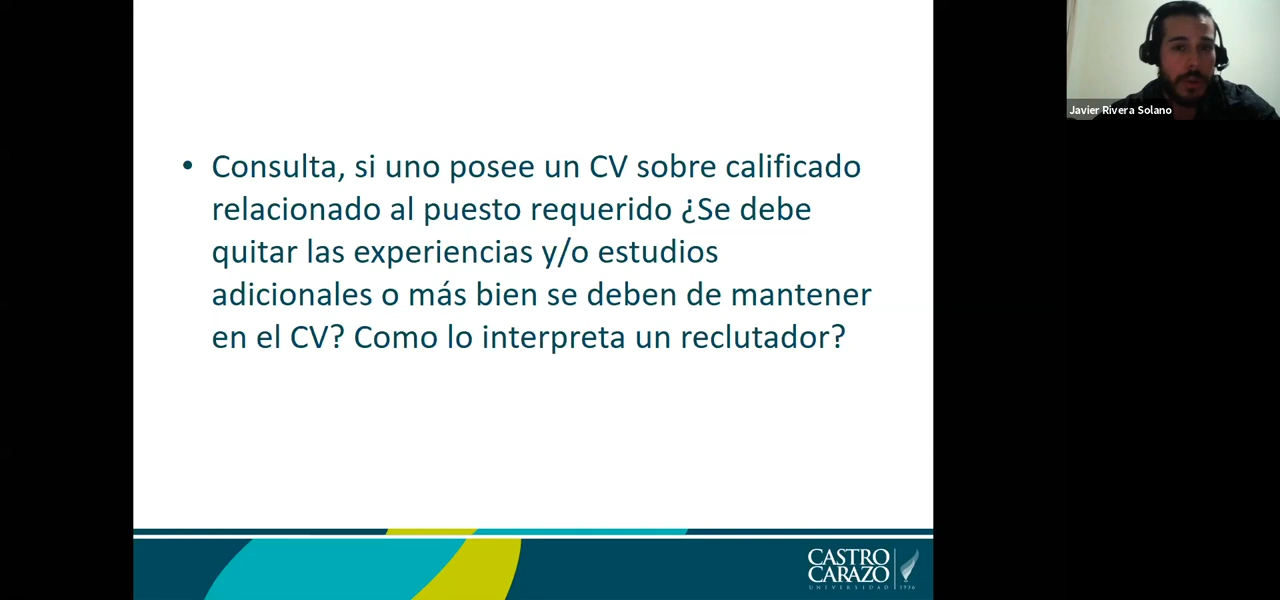 Javier Rivera Solano
• Consulta, si uno posee un CV sobre calificado
relacionado al puesto requerido ¿Se debe
quitar las experiencias y/o estudios
adicionales o más bien se deben de mantener
en el CV? Como lo interpreta un reclutador?
CASTRO
CARAZO
UNIVERSIDAD 1936